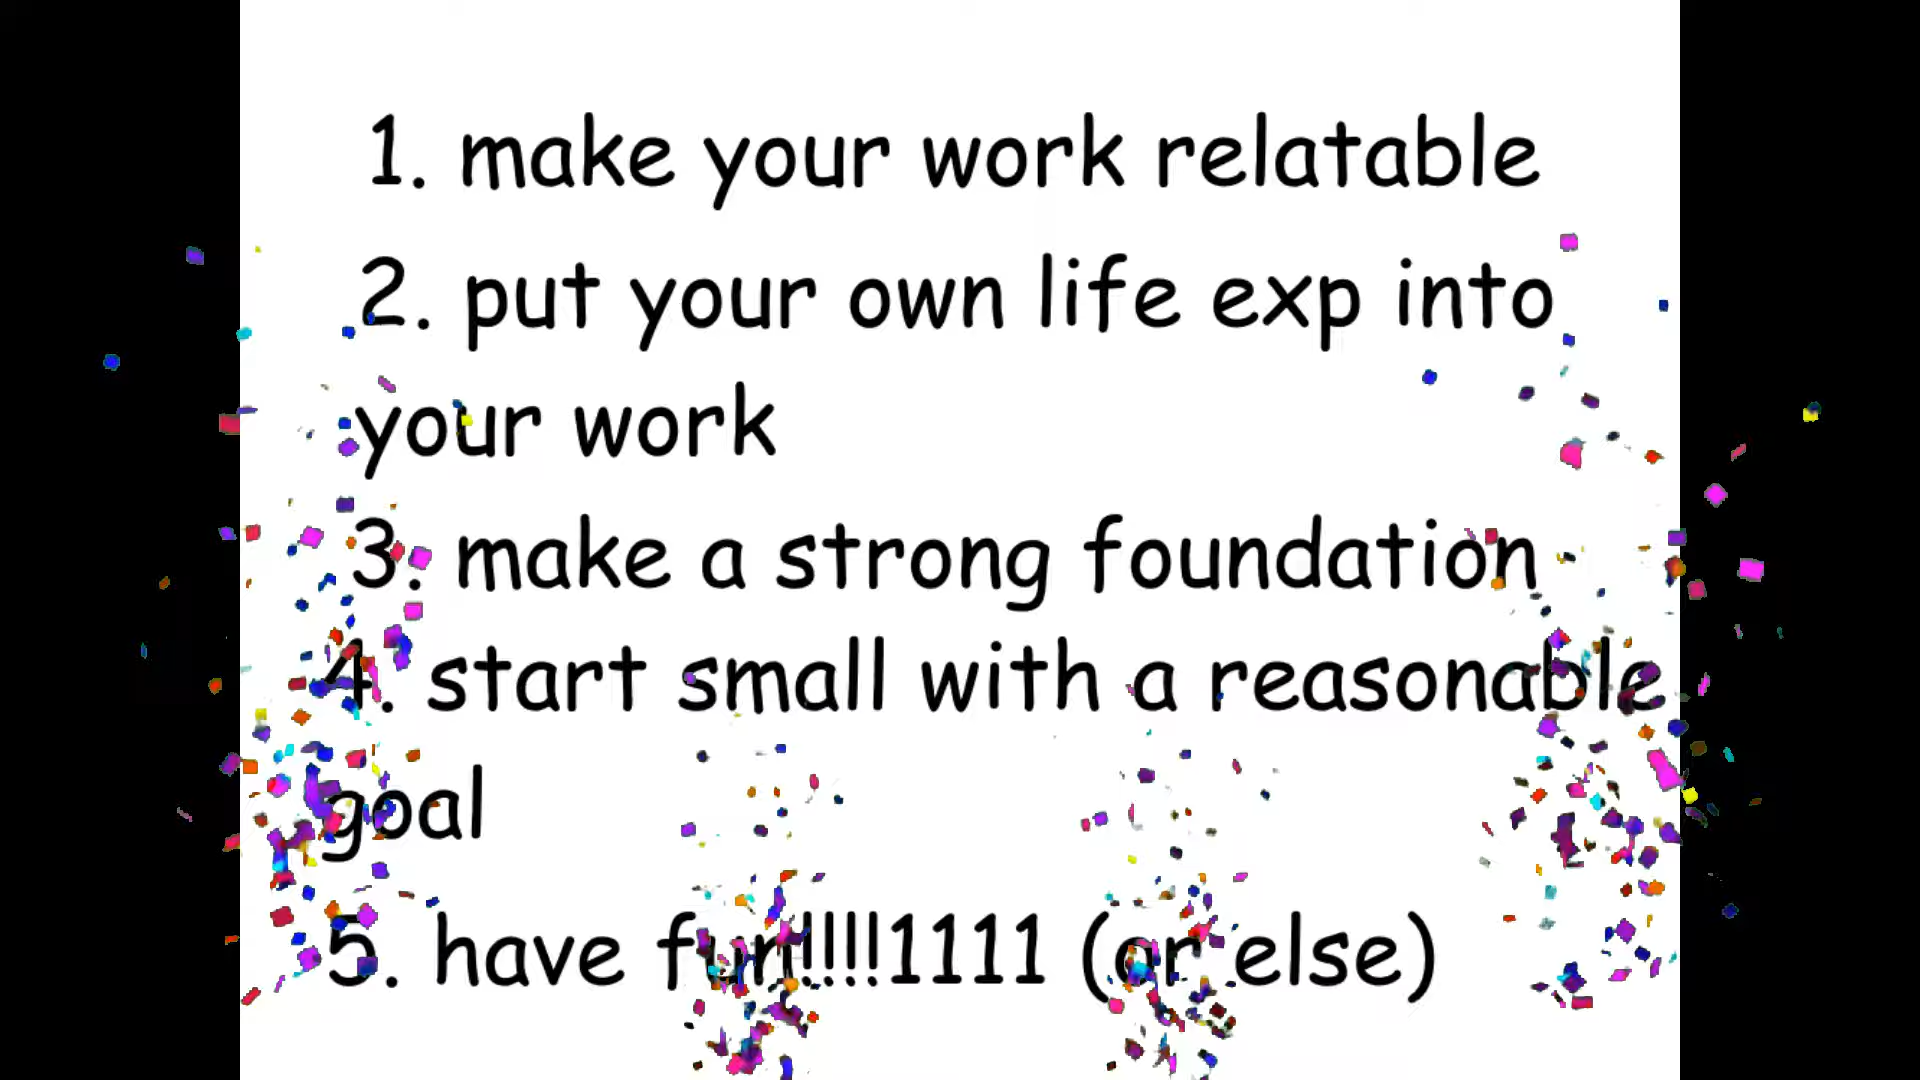 1. make your work relatable
2. put your own life exp into
your work
3. make a strong foundation
4. start small with a reasonable
goal
5. have fun!!!!1111 (or else)